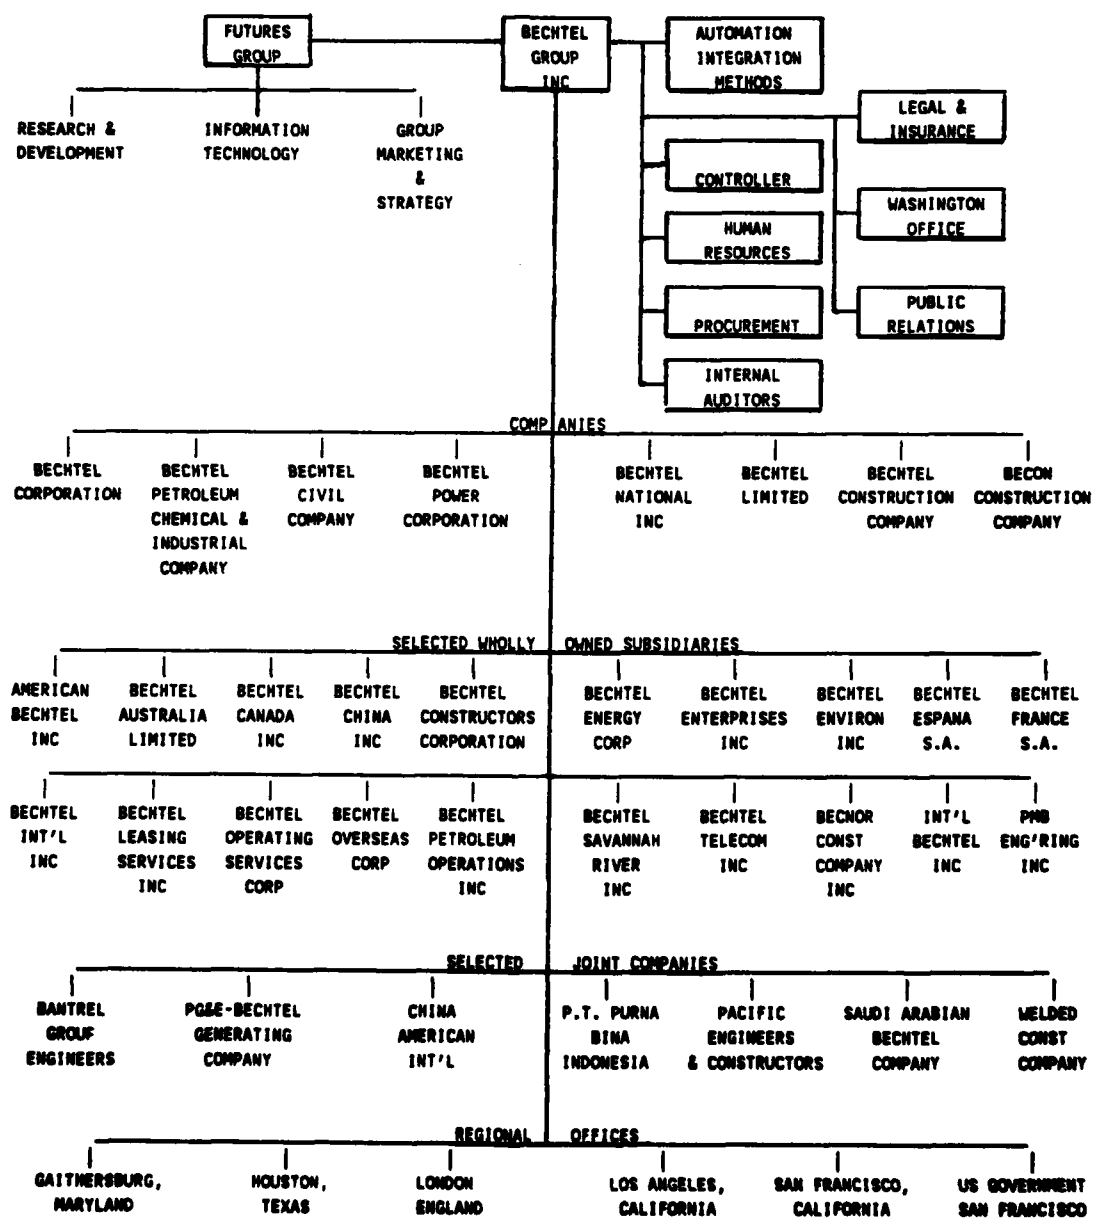 FUTURES
GROUP
BECHTEL
GROUP
INC
AUTOMATION
INTEGRATION
METHODS
LEGAL &
INSURANCE
RESEARCH &
DEVELOPMENT
INFORMATION
TECHNOLOGY
GROUP
MARKETING
&
STRATEGY
CONTROLLER
WASHINGTON
OFFICE
HUMAN
RESOURCES
PROCUREMENT
PUBLIC
RELATIONS
INTERNAL
AUDITORS
COMPANIES
BECHTEL
CORPORATION
BECHTEL
PETROLEUM
CHEMICAL &
INDUSTRIAL
COMPANY
BECHTEL
CIVIL
COMPANY
BECHTEL
POWER
CORPORATION
BECHTEL
NATIONAL
INC
BECHTEL
LIMITED
BECHTEL
CONSTRUCTION
COMPANY
BECON
CONSTRUCTION
COMPANY
SELECTED WHOLLY OWNED SUBSIDIARIES
AMERICAN
BECHTEL
INC
BECHTEL
AUSTRALIA
LIMITED
BECHTEL
CANADA
INC
BECHTEL
CHINA
INC
BECHTEL
CONSTRUCTORS
CORPORATION
BECHTEL
ENERGY
CORP
BECHTEL
ENTERPRISES
INC
BECHTEL
ENVIRON
INC
BECHTEL
ESPANA
S.A.
BECHTEL
FRANCE
S.A.
BECHTEL
INT'L
INC
BECHTEL
LEASING
SERVICES
INC
BECHTEL
OPERATING
SERVICES
CORP
BECHTEL
OVERSEAS
CORP
BECHTEL
PETROLEUM
OPERATIONS
INC
BECHTEL
SAVANNAH
RIVER
INC
BECHTEL
TELECOM
INC
BECNOR
CONST
COMPANY
INC
INT'L
BECHTEL
INC
PMB
ENG'RING
INC
SELECTED JOINT COMPANIES
BANTREL
GROUP
ENGINEERS
PG&E-BECHTEL
GENERATING
COMPANY
CHINA
AMERICAN
INT'L
P.T. PURNA
BINA
INDONESIA
PACIFIC
ENGINEERS
& CONSTRUCTORS
SAUDI ARABIAN
BECHTEL
COMPANY
WELDED
CONST
COMPANY
REGIONAL OFFICES
GAITHERSBURG,
MARYLAND
HOUSTON,
TEXAS
LONDON
ENGLAND
LOS ANGELES,
CALIFORNIA
SAN FRANCISCO,
CALIFORNIA
US GOVERNMENT
SAN FRANCISCO